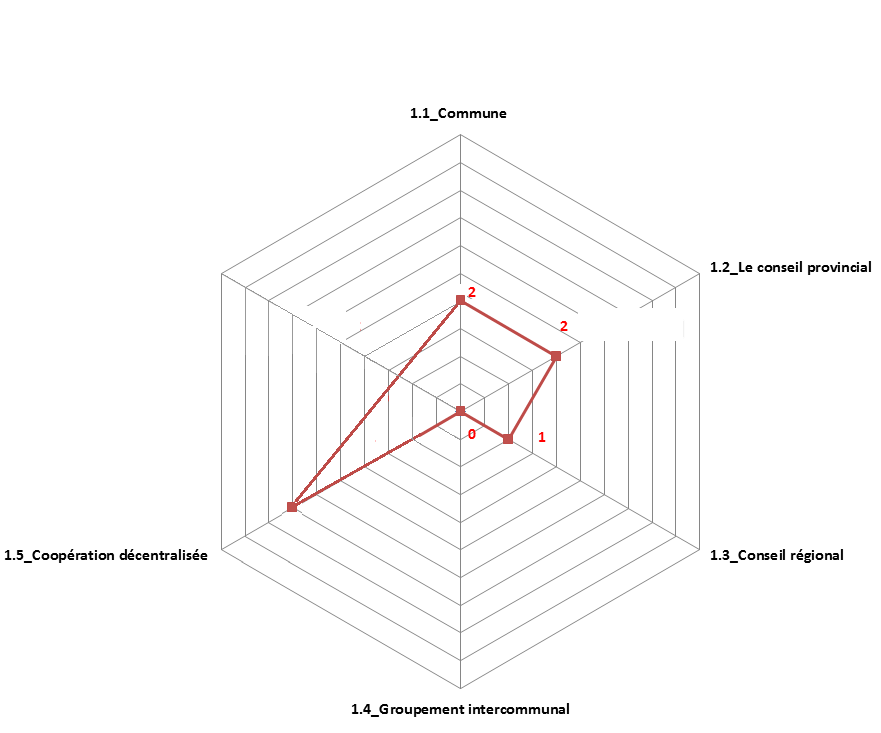 1.1_Commune
1.2_Le conseil provincial
2
2
0
1
1.5_Coopération décentralisée
1.3_Conseil régional
1.4_Groupement intercommunal